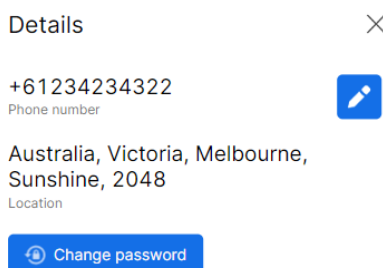 Details
+61234234322
Phone number
Australia, Victoria, Melbourne,
Sunshine, 2048
Location
Change password